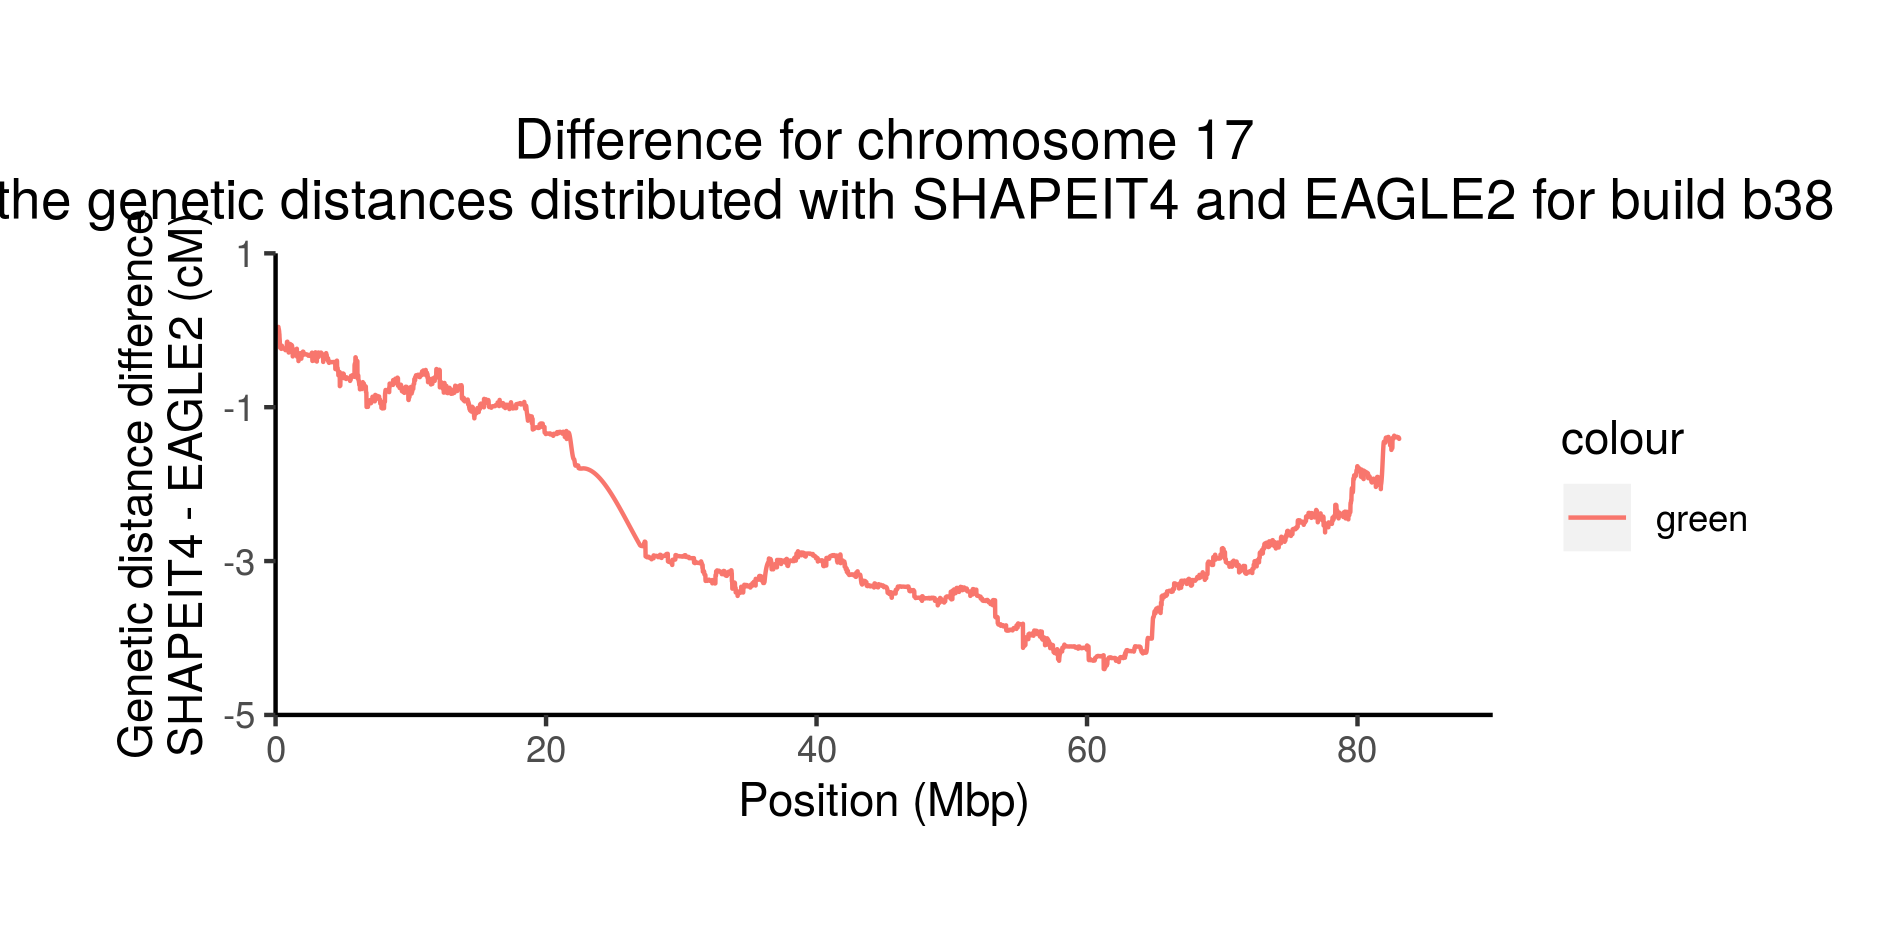 Difference for chromosome 17
the genetic distances distributed with SHAPEIT4 and EAGLE2 for build b38
Genetic distance difference
SHAPEIT4 - EAGLE2 (cM)
1
-1
-3
-5
0 20 40 60 80
Position (Mbp)
colour
green